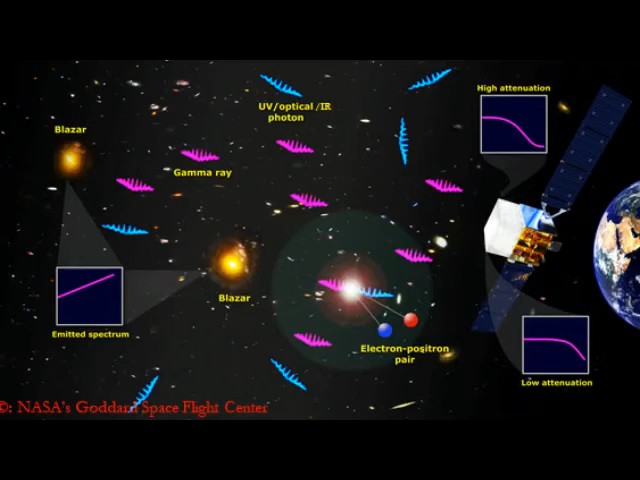 High attenuation
UV/optical/IR
photon
Blazar
Gamma ray
Blazar
Emitted spectrum
Electron-positron
pair
Low attenuation
©: NASA's Goddard Space Flight Center